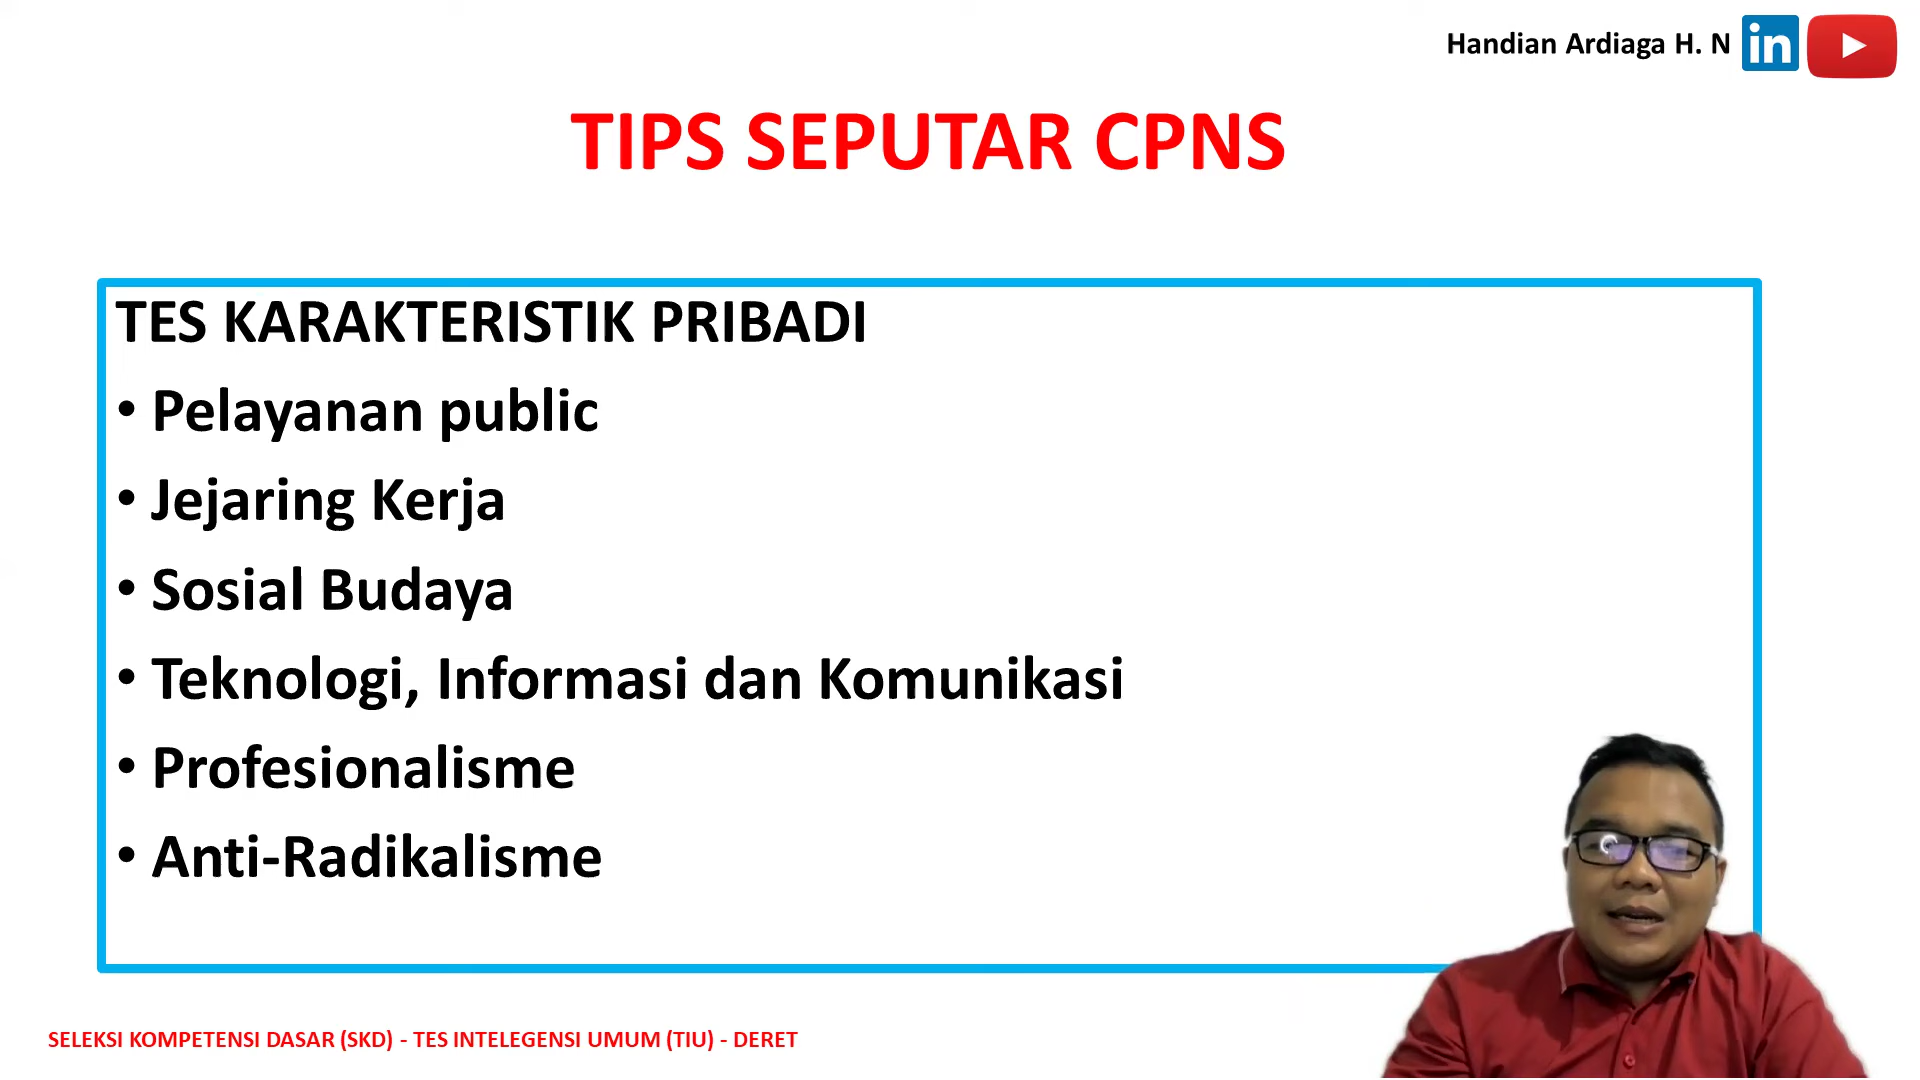 Handian Ardiaga H. N in
TIPS SEPUTAR CPNS
TES KARAKTERISTIK PRIBADI
• Pelayanan public
• Jejaring Kerja
• Sosial Budaya
• Teknologi, Informasi dan Komunikasi
• Profesionalisme
• Anti-Radikalisme
SELEKSI KOMPETENSI DASAR (SKD) - TES INTELEGENSI UMUM (TIU) - DERET